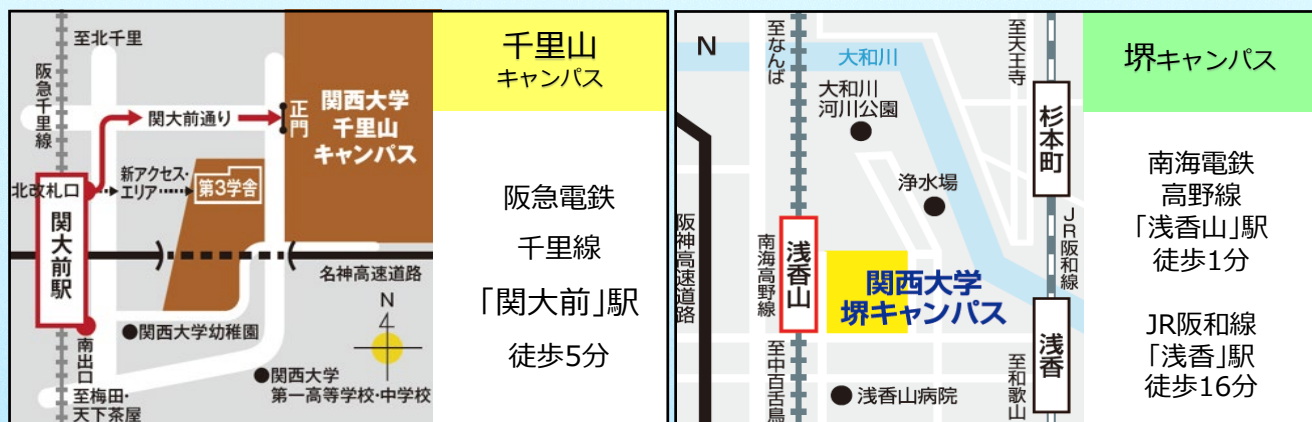 至北千里
阪急千里線
関大前通り
正門
関西大学
千里山
キャンパス
北改札口
新アクセス・
エリア
第3学舎
関大前駅
名神高速道路
N
●関西大学幼稚園
南出口
●関西大学
第一高等学校・中学校
至梅田・
天下茶屋
千里山
キャンパス
阪急電鉄
千里線
「関大前」駅
徒歩5分
N
至なんば
大和川
大和川
河川公園
至天王寺
杉本町
浄水場
阪神高速道路
南海高野線
浅香山
関西大学
堺キャンパス
JR阪和線
浅香
至中百舌鳥
浅香山病院
至和歌山
堺キャンパス
南海電鉄
高野線
「浅香山」駅
徒歩1分
JR阪和線
「浅香」駅
徒歩16分